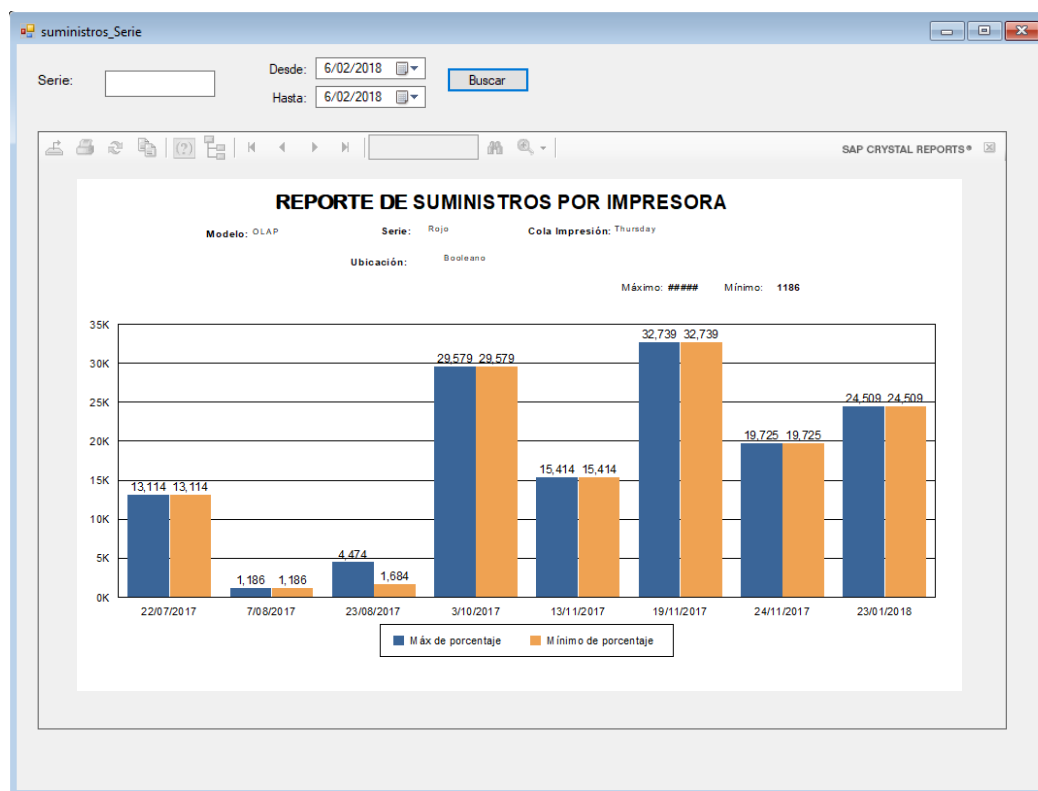 suministros_Serie
Serie:
Desde: 6/02/2018
Hasta: 6/02/2018
Buscar
SAP CRYSTAL REPORTS®
REPORTE DE SUMINISTROS POR IMPRESORA
Modelo: OLAP Serie: Rojo Cola Impresión: Thursday
Ubicación: Booleano
Máximo: ##### Mínimo: 1186
35K
30K
25K
20K
15K
10K
5K
0K
13,114 13,114
1,186 1,186
4,474 1,684
29,579 29,579
15,414 15,414
32,739 32,739
19,725 19,725
24,509 24,509
22/07/2017 7/08/2017 23/08/2017 3/10/2017 13/11/2017 19/11/2017 24/11/2017 23/01/2018
Máx de porcentaje Mínimo de porcentaje